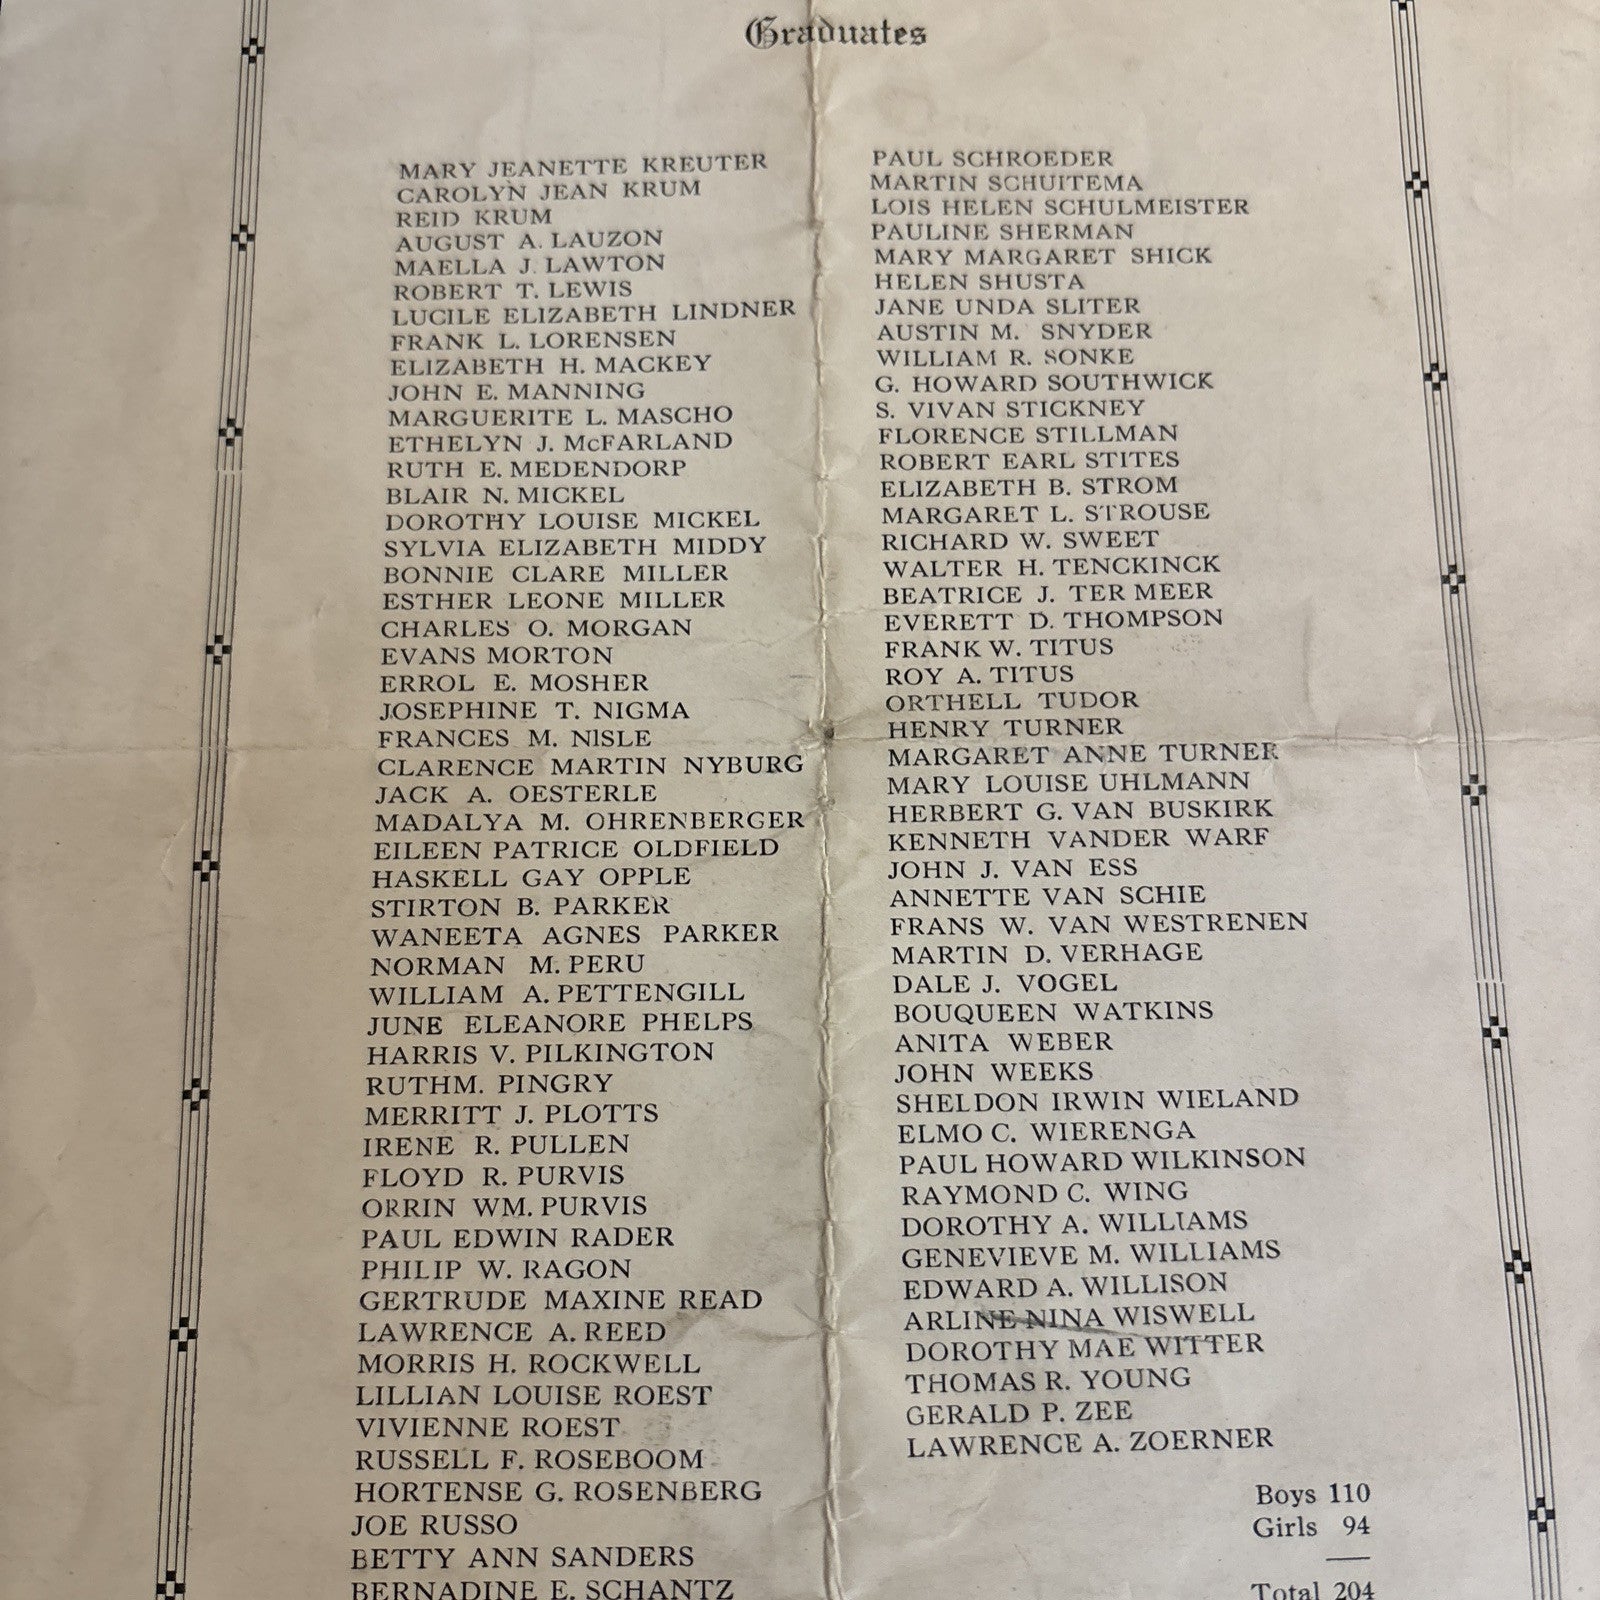 Graduates
MARY JEANETTE KREUTER
CAROLYN JEAN KRUM
REID KRUM
AUGUST A. LAUZON
MAELLA J. LAWTON
ROBERT T. LEWIS
LUCILE ELIZABETH LINDNER
FRANK L. LORENSEN
ELIZABETH H. MACKEY
JOHN E. MANNING
MARGUERITE L. MASCHO
ETHELYN J. McFARLAND
RUTH E. MEDENDORP
BLAIR N. MICKEL
DOROTHY LOUISE MICKEL
SYLVIA ELIZABETH MIDDY
BONNIE CLARE MILLER
ESTHER LEONE MILLER
CHARLES O. MORGAN
EVANS MORTON
ERROL E. MOSHER
JOSEPHINE T. NIGMA
FRANCES M. NISLE
CLARENCE MARTIN NYBURG
JACK A. OESTERLE
MADALYA M. OHRENBERGER
EILEEN PATRICE OLDFIELD
HASKELL GAY OPPLE
STIRTON B. PARKER
WANEETA AGNES PARKER
NORMAN M. PERU
WILLIAM A. PETTENGILL
JUNE ELEANORE PHELPS
HARRIS V. PILKINGTON
RUTHM. PINGRY
MERRITT J. PLOTTS
IRENE R. PULLEN
FLOYD R. PURVIS
ORRIN WM. PURVIS
PAUL EDWIN RADER
PHILIP W. RAGON
GERTRUDE MAXINE READ
LAWRENCE A. REED
MORRIS H. ROCKWELL
LILLIAN LOUISE ROEST
VIVIENNE ROEST
RUSSELL F. ROSEBOOM
HORTENSE G. ROSENBERG
JOE RUSSO
BETTY ANN SANDERS
BERNADINE E. SCHANTZ
PAUL SCHROEDER
MARTIN SCHUITEMA
LOIS HELEN SCHULMEISTER
PAULINE SHERMAN
MARY MARGARET SHICK
HELEN SHUSTA
JANE UNDA SLITER
AUSTIN M. SNYDER
WILLIAM R. SONKE
G. HOWARD SOUTHWICK
S. VIVAN STICKNEY
FLORENCE STILLMAN
ROBERT EARL STITES
ELIZABETH B. STROM
MARGARET L. STROUSE
RICHARD W. SWEET
WALTER H. TENCKINCK
BEATRICE J. TER MEER
EVERETT D. THOMPSON
FRANK W. TITUS
ROY A. TITUS
ORTHELL TUDOR
HENRY TURNER
MARGARET ANNE TURNER
MARY LOUISE UHLMANN
HERBERT G. VAN BUSKIRK
KENNETH VANDER WARF
JOHN J. VAN ESS
ANNETTE VAN SCHIE
FRANS W. VAN WESTRENEN
MARTIN D. VERHAGE
DALE J. VOGEL
BOUQUEEN WATKINS
ANITA WEBER
JOHN WEEKS
SHELDON IRWIN WIELAND
ELMO C. WIERENGA
PAUL HOWARD WILKINSON
RAYMOND C. WING
DOROTHY A. WILLIAMS
GENEVIEVE M. WILLIAMS
EDWARD A. WILLISON
ARLINE NINA WISWELL
DOROTHY MAE WITTER
THOMAS R. YOUNG
GERALD P. ZEE
LAWRENCE A. ZOERNER
Boys 110
Girls 94
Total 204